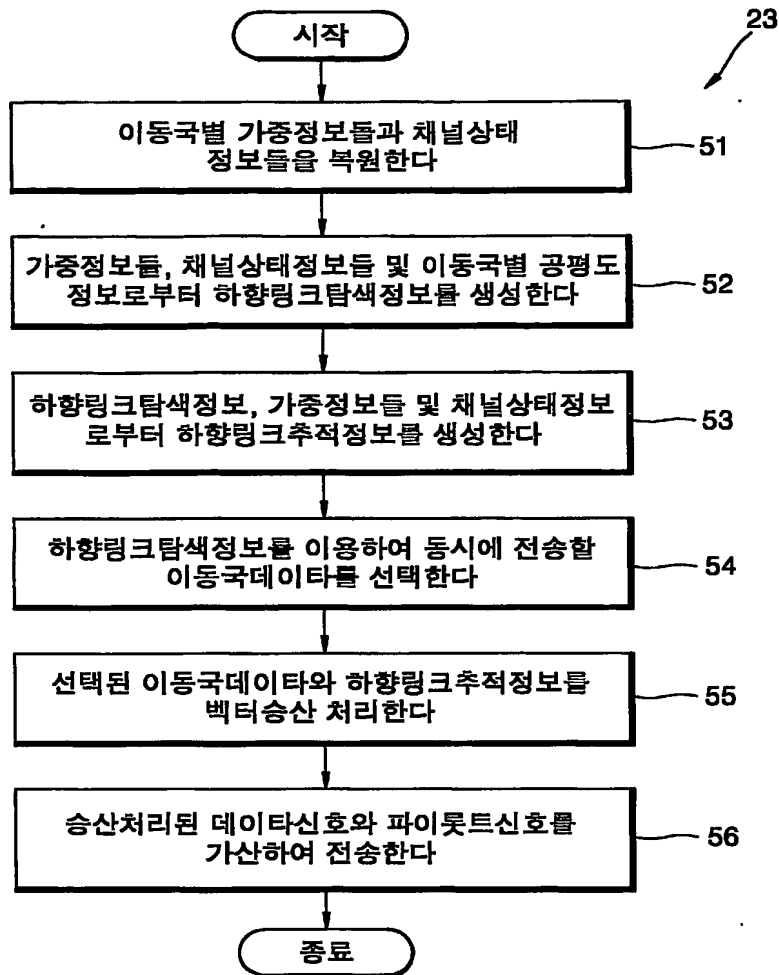 시작
23
이동국별 가중정보들과 채널상태
정보들을 복원한다
51
가중정보들, 채널상태정보들 및 이동국별 공평도
정보로부터 하향링크탐색정보를 생성한다
52
하향링크탐색정보, 가중정보들 및 채널상태정보
로부터 하향링크추적정보를 생성한다
53
하향링크탐색정보를 이용하여 동시에 전송할
이동국데이타를 선택한다
54
선택된 이동국데이타와 하향링크추적정보를
벡터승산 처리한다
55
승산처리된 데이타신호와 파이롯트신호를
가산하여 전송한다
56
종료